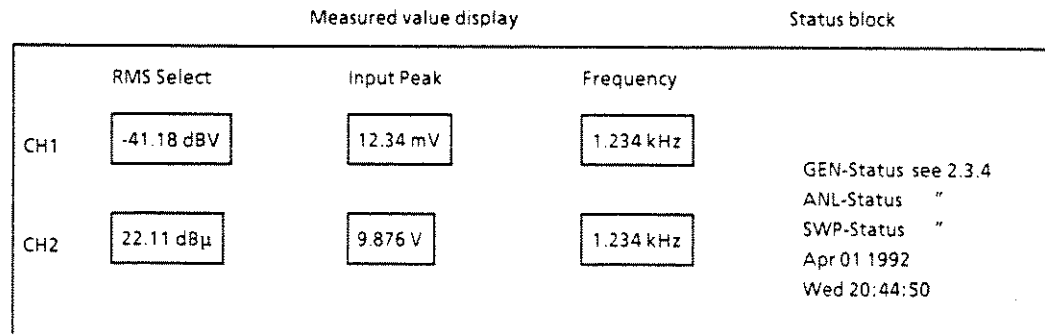 Measured value display Status block
RMS Select Input Peak Frequency
CH1 -41.18 dBV 12.34 mV 1.234 kHz
GEN-Status see 2.3.4
ANL-Status "
CH2 22.11 dBμ 9.876 V 1.234 kHz
SWP-Status "
Apr 01 1992
Wed 20:44:50